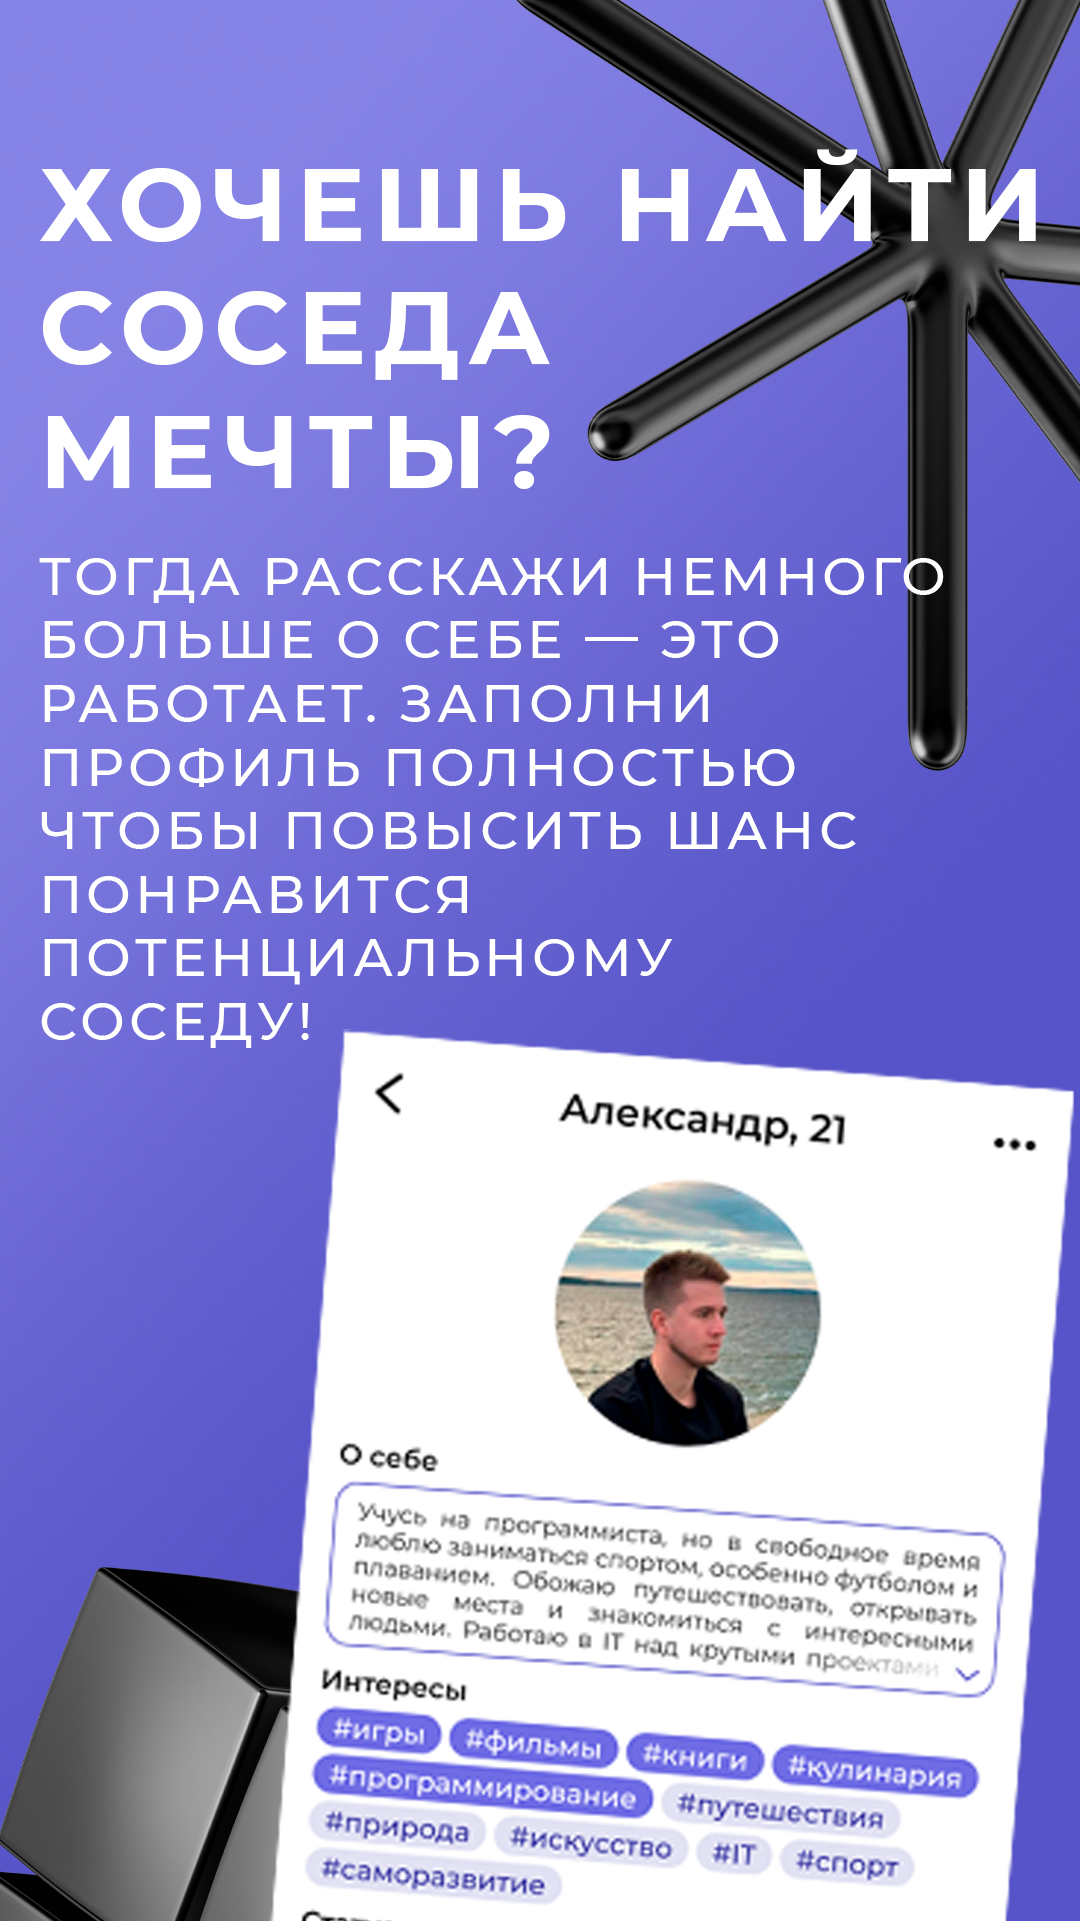 ХОЧЕШЬ НАЙТИ
СОСЕДА
МЕЧТЫ?
ТОГДА РАССКАЖИ НЕМНОГО
БОЛЬШЕ О СЕБЕ — ЭТО
РАБОТАЕТ. ЗАПОЛНИ
ПРОФИЛЬ ПОЛНОСТЬЮ
ЧТОБЫ ПОВЫСИТЬ ШАНС
ПОНРАВИТСЯ
ПОТЕНЦИАЛЬНОМУ
СОСЕДУ!
Александр, 21
О себе
Учусь на программиста, но в свободное время
люблю заниматься спортом, особенно футболом и
плаванием. Обожаю путешествовать, открывать
новые места и знакомиться с интересными
людьми. Работаю в IT над крутыми проектами
Интересы
#игры #фильмы #книги #кулинария
#программирование #путешествия
#природа #искусство #IT #спорт
#саморазвитие